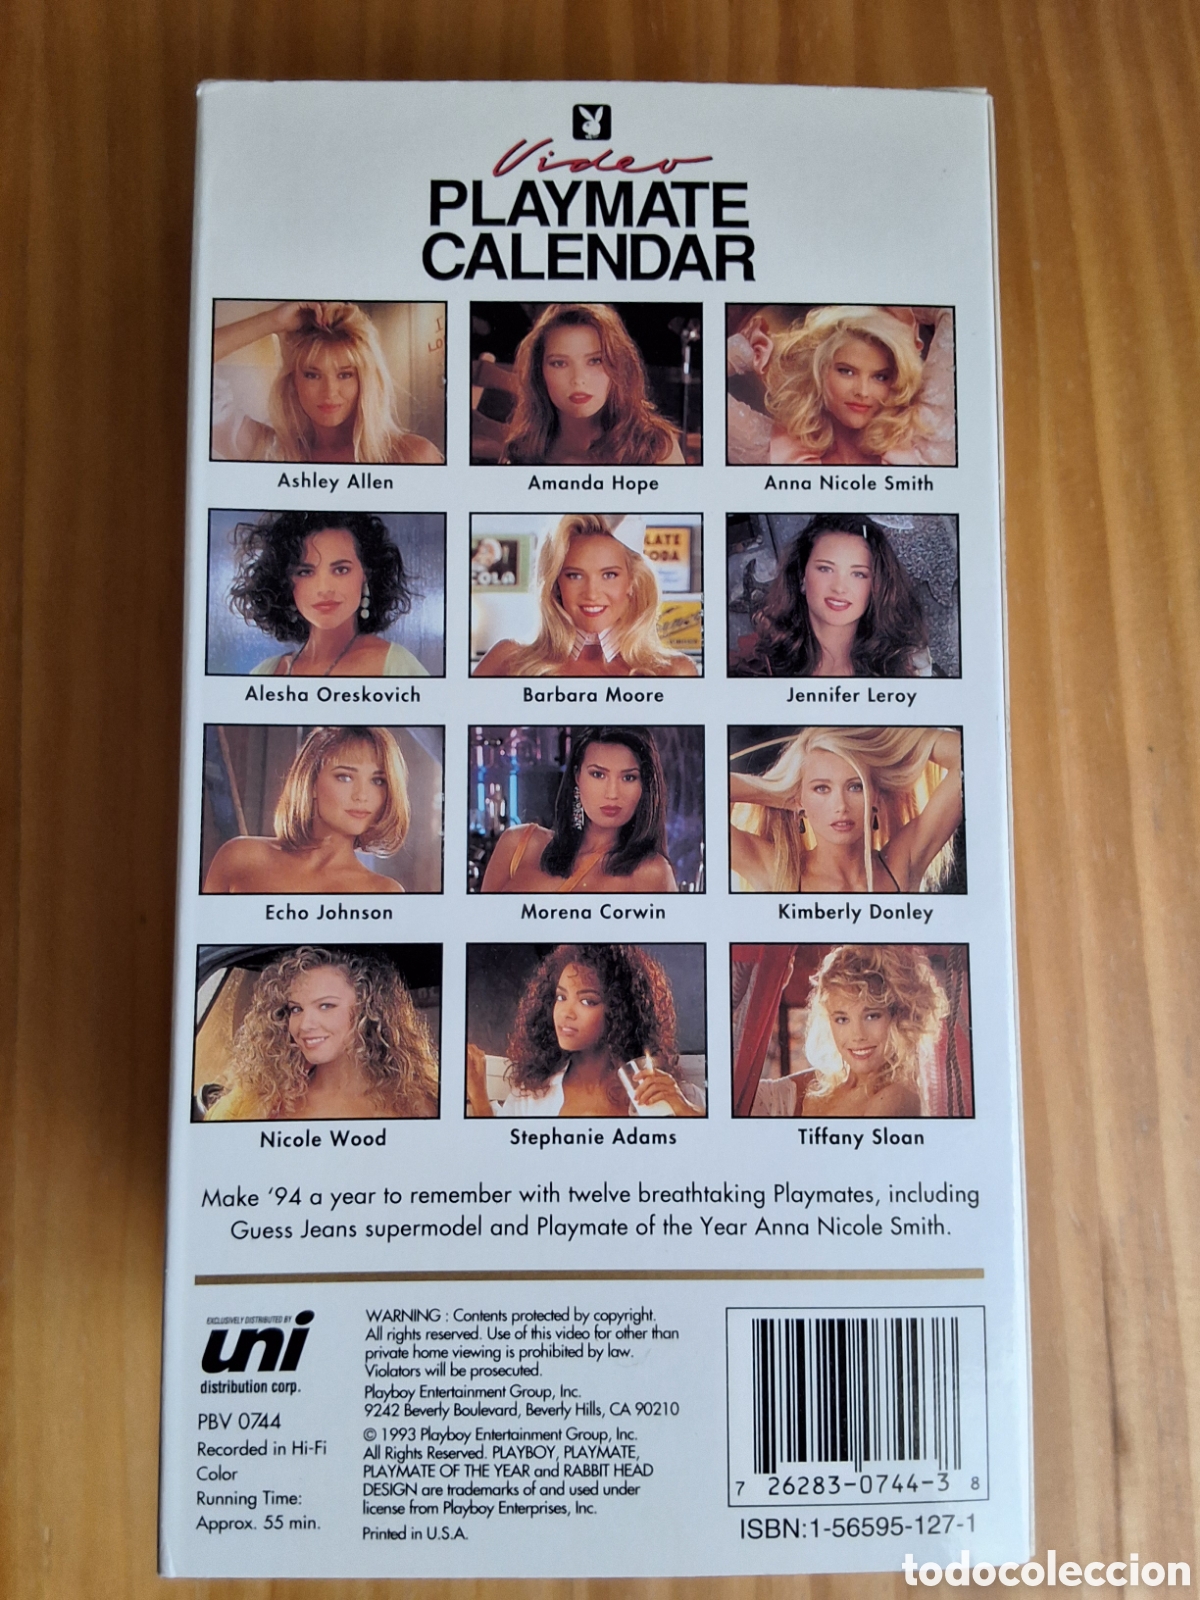 Video
PLAYMATE
CALENDAR
Ashley Allen
Amanda Hope
Anna Nicole Smith
COLA
LATE
Alesha Oreskovich
Barbara Moore
Jennifer Leroy
Echo Johnson
Morena Corwin
Kimberly Donley
Nicole Wood
Stephanie Adams
Tiffany Sloan
Make '94 a year to remember with twelve breathtaking Playmates, including
Guess Jeans supermodel and Playmate of the Year Anna Nicole Smith.
EXCLUSIVELY DISTRIBUTED BY
uni
distribution corp.
PBV 0744
Recorded in Hi-Fi
Color
Running Time:
Approx. 55 min.
WARNING : Contents protected by copyright.
All rights reserved. Use of this video for other than
private home viewing is prohibited by law.
Violators will be prosecuted.
Playboy Entertainment Group, Inc.
9242 Beverly Boulevard, Beverly Hills, CA 90210
© 1993 Playboy Entertainment Group, Inc.
All Rights Reserved. PLAYBOY, PLAYMATE,
PLAYMATE OF THE YEAR and RABBIT HEAD
DESIGN are trademarks of and used under
license from Playboy Enterprises, Inc.
Printed in U.S.A.
7 26283-0744-3 8
ISBN:1-56595-127-1
todocoleccion